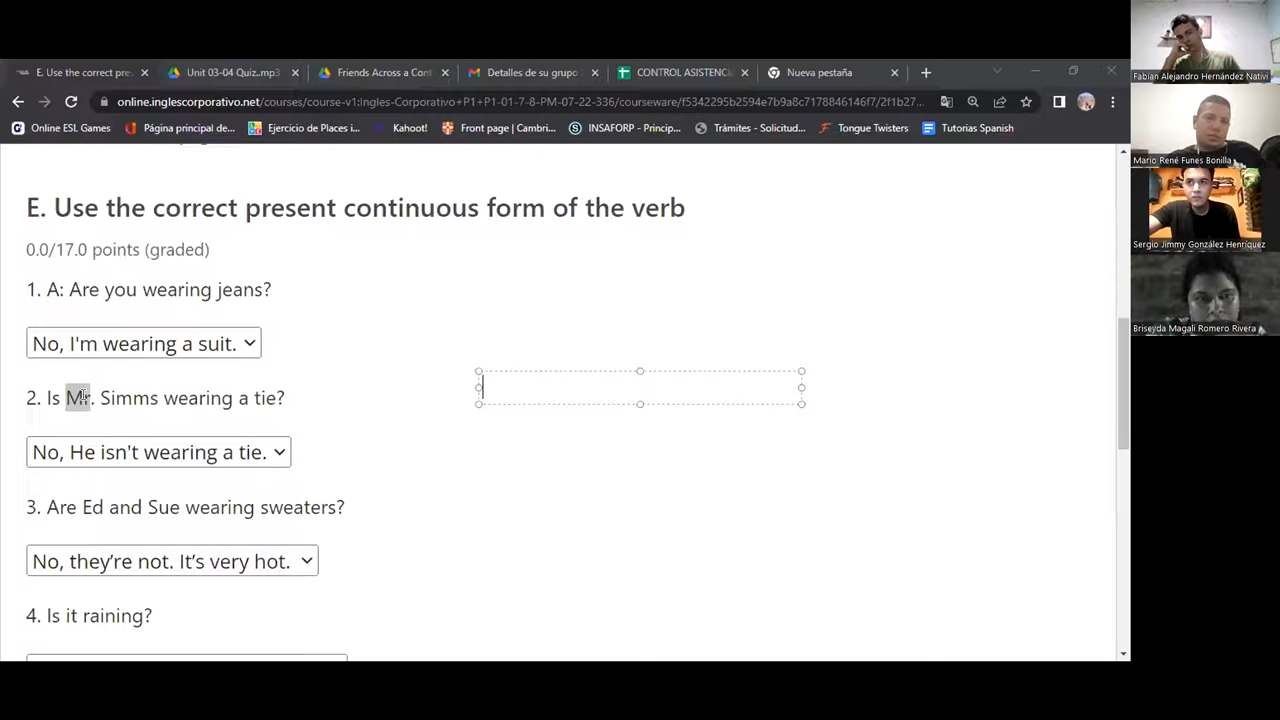 E. Use the correct pre
Unit 03-04 Quiz..mp3
Friends Across a Cont
Detalles de su grupo
CONTROL ASISTENCI
Nueva pestaña
online.inglescorporativo.net/courses/course-v1:Ingles-Corporativo+P1+P1-01-7-8-PM-07-22-336/courseware/f5342295b2594e7b9a8c7178846146f7/2f1b27...
Online ESL Games
Página principal de...
Ejercicio de Places i...
Kahoot!
Front page | Cambri...
INSAFORP - Princip...
Trámites - Solicitud...
Tongue Twisters
Tutorias Spanish
E. Use the correct present continuous form of the verb
0.0/17.0 points (graded)
1. A: Are you wearing jeans?
No, I'm wearing a suit.
2. Is Mr. Simms wearing a tie?
No, He isn't wearing a tie.
3. Are Ed and Sue wearing sweaters?
No, they’re not. It’s very hot.
4. Is it raining?
Fabian Alejandro Hernández Nativi
Mario René Funes Bonilla
Sergio Jimmy González Henríquez
Briseyda Magali Romero Rivera